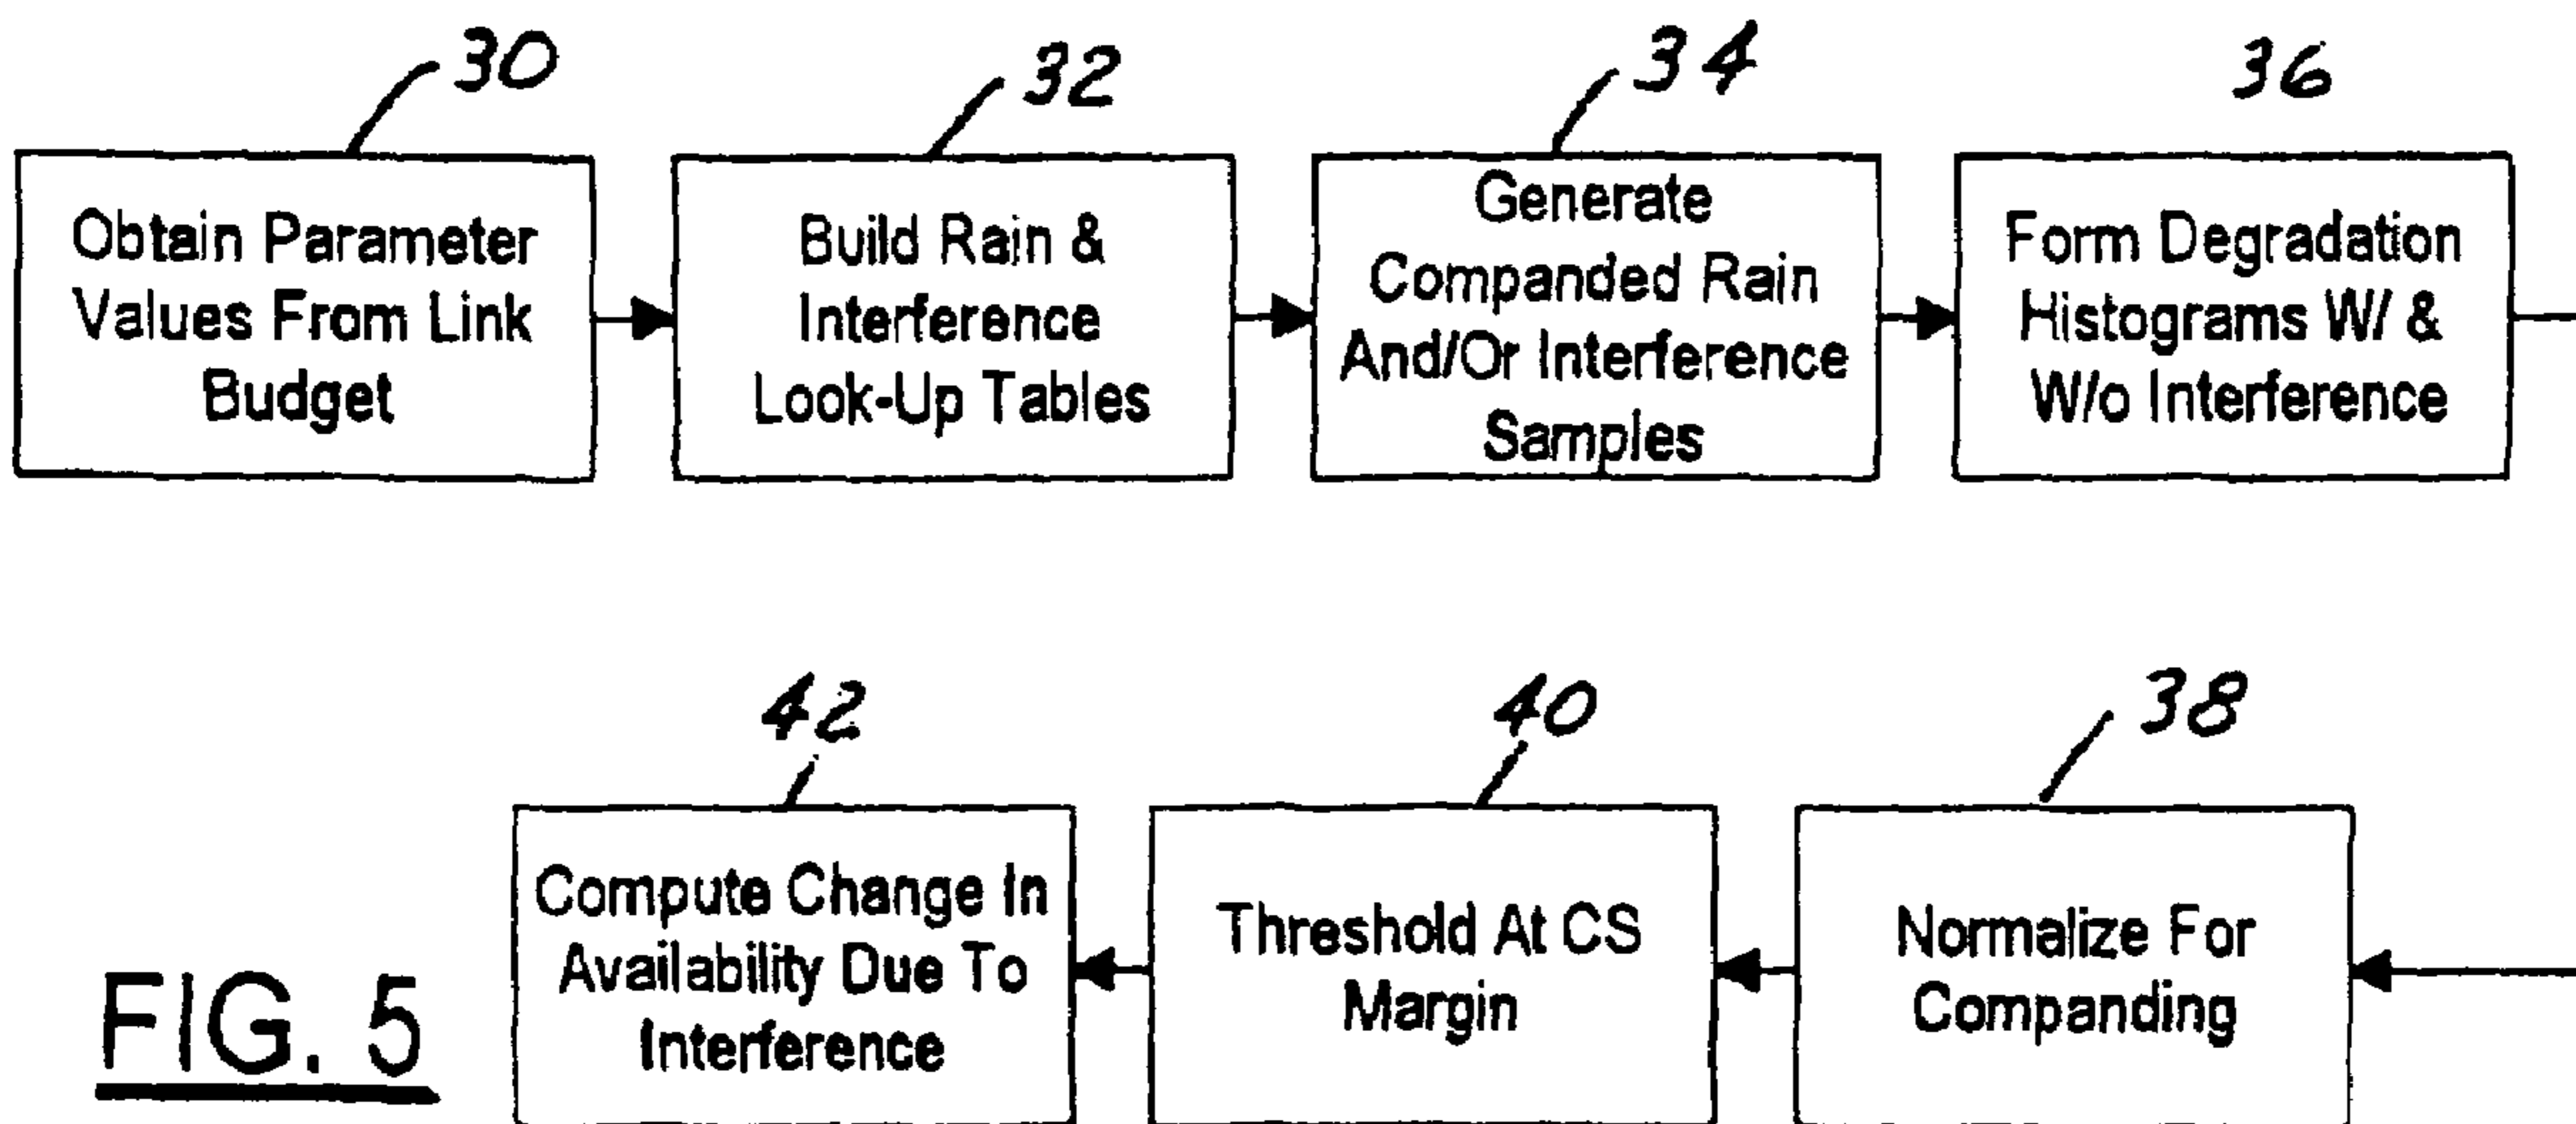 30
32
34
36
Obtain Parameter
Values From Link
Budget
Build Rain &
Interference
Look-Up Tables
Generate
Companded Rain
And/Or Interference
Samples
Form Degradation
Histograms W/ &
W/o Interference
42
40
38
Compute Change In
Availability Due To
Interference
Threshold At CS
Margin
Normalize For
Companding
FIG. 5